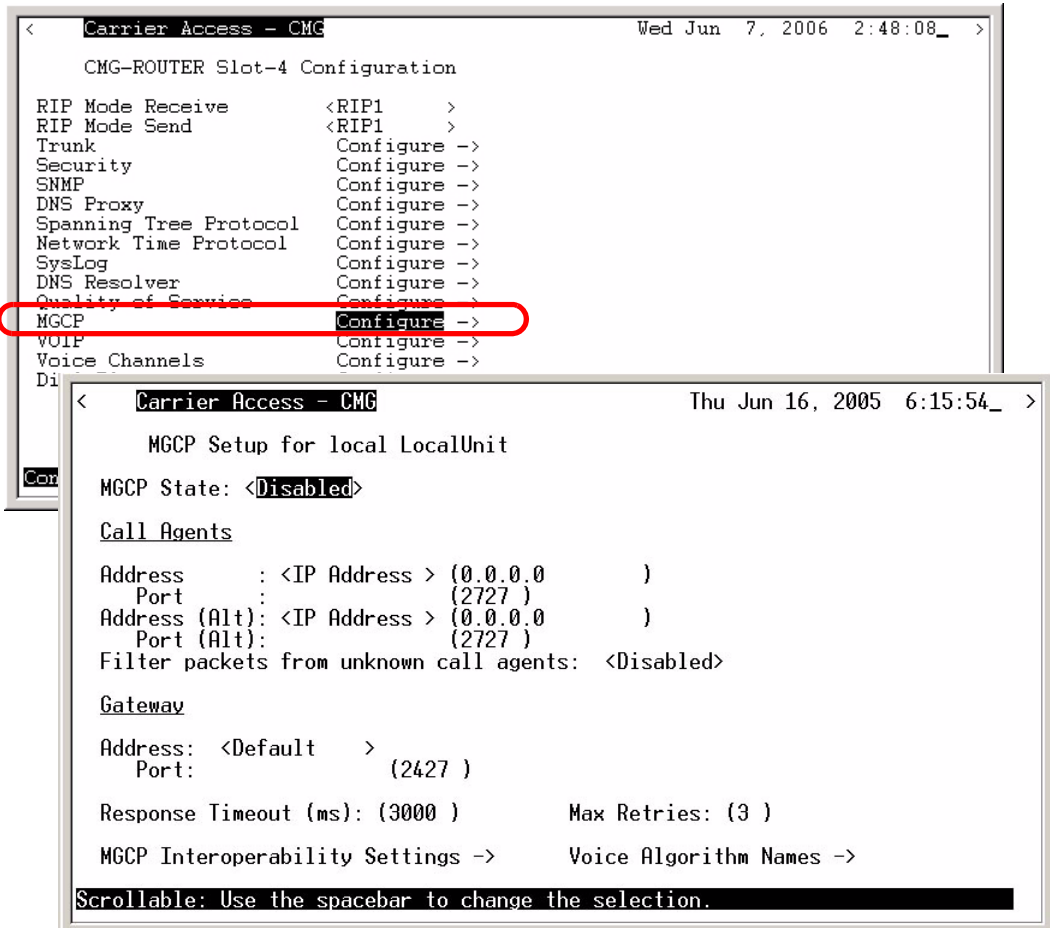 < Carrier Access - CMG Wed Jun 7, 2006 2:48:08_ >
CMG-ROUTER Slot-4 Configuration
RIP Mode Receive <RIP1 >
RIP Mode Send <RIP1 >
Trunk Configure ->
Security Configure ->
SNMP Configure ->
DNS Proxy Configure ->
Spanning Tree Protocol Configure ->
Network Time Protocol Configure ->
SysLog Configure ->
DNS Resolver Configure ->
Quality of Service Configure ->
MGCP Configure ->
VOIP Configure ->
Voice Channels Configure ->
< Carrier Access - CMG Thu Jun 16, 2005 6:15:54_ >
MGCP Setup for local LocalUnit
MGCP State: <Disabled>
Call Agents
Address : <IP Address > (0.0.0.0 )
Port : (2727 )
Address (Alt): <IP Address > (0.0.0.0 )
Port (Alt): (2727 )
Filter packets from unknown call agents: <Disabled>
Gateway
Address: <Default >
Port: (2427 )
Response Timeout (ms): (3000 ) Max Retries: (3 )
MGCP Interoperability Settings -> Voice Algorithm Names ->
Scrollable: Use the spacebar to change the selection.